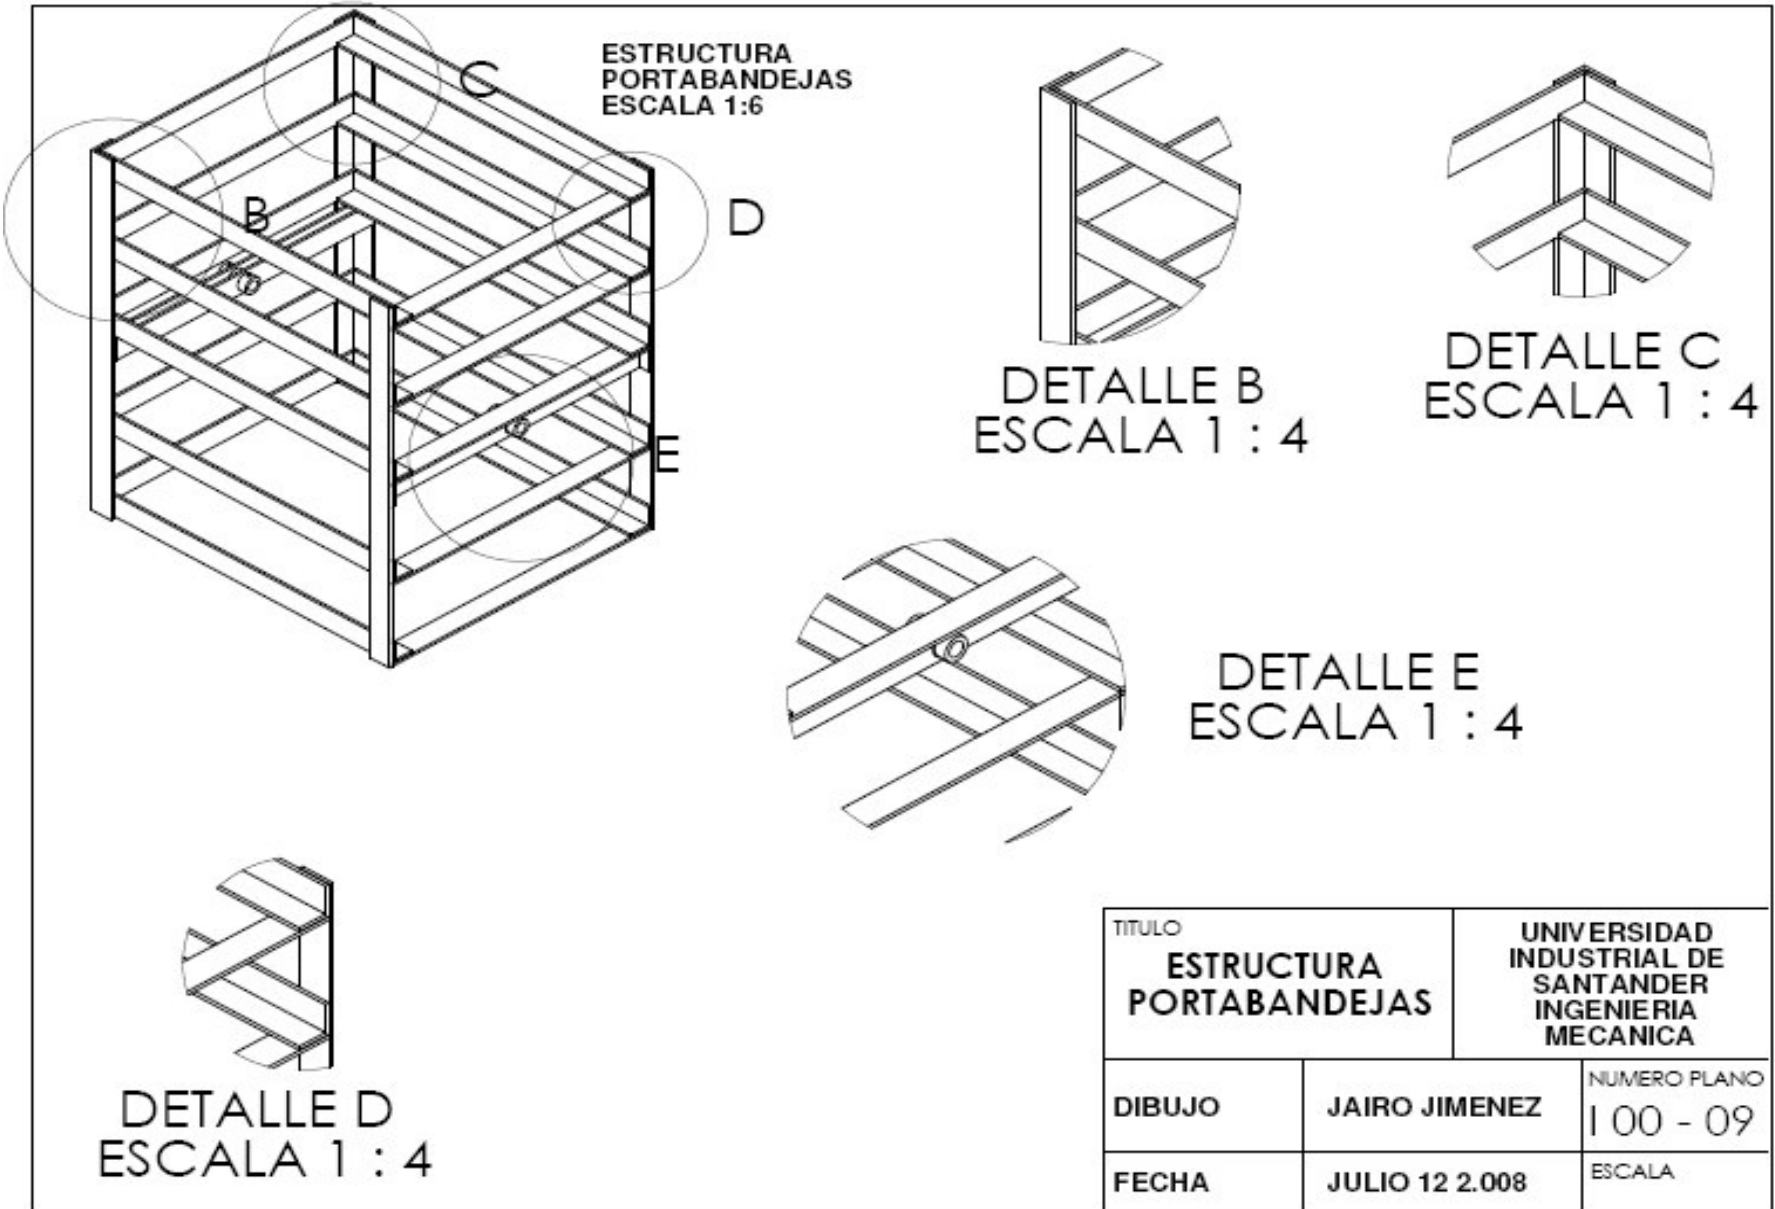 ESTRUCTURA
PORTABANDEJAS
ESCALA 1:6
C
B
D
E
DETALLE B
ESCALA 1 : 4
DETALLE C
ESCALA 1 : 4
DETALLE E
ESCALA 1 : 4
DETALLE D
ESCALA 1 : 4
TITULO
ESTRUCTURA
PORTABANDEJAS
UNIVERSIDAD
INDUSTRIAL DE
SANTANDER
INGENIERIA
MECANICA
DIBUJO
JAIRO JIMENEZ
NUMERO PLANO
I 00 - 09
FECHA
JULIO 12 2.008
ESCALA